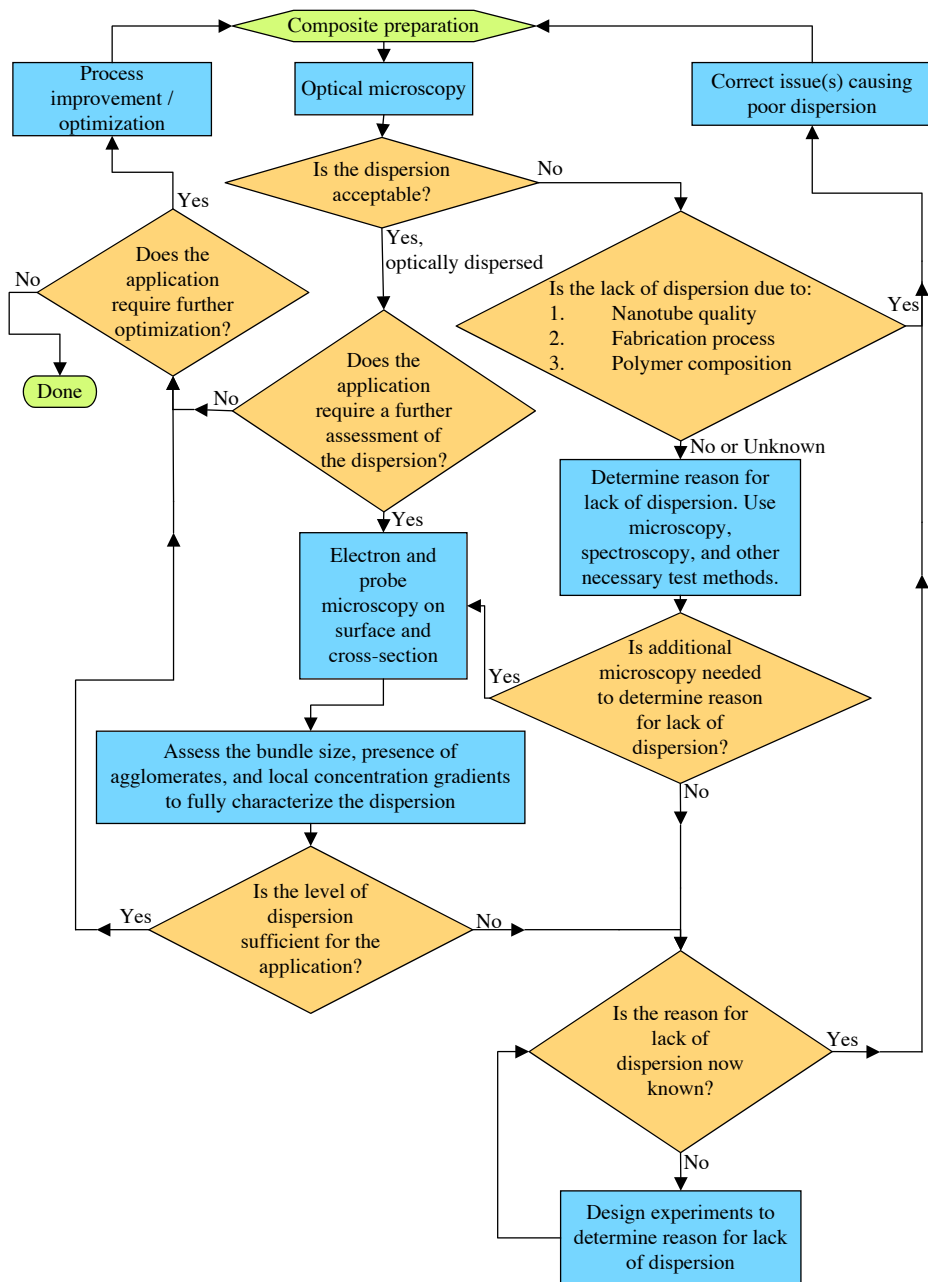 Composite preparation
Process
improvement /
optimization
Optical microscopy
Correct issue(s) causing
poor dispersion
Is the dispersion
acceptable?
No
Yes
Yes,
optically dispersed
Does the
application
require further
optimization?
No
Done
Is the lack of dispersion due to:
1. Nanotube quality
2. Fabrication process
3. Polymer composition
Yes
Does the
application
require a further
assessment of
the dispersion?
No
Yes
No or Unknown
Determine reason for
lack of dispersion. Use
microscopy,
spectroscopy, and other
necessary test methods.
Electron and
probe
microscopy on
surface and
cross-section
Is additional
microscopy needed
to determine reason
for lack of
dispersion?
Yes
No
Assess the bundle size, presence of
agglomerates, and local concentration gradients
to fully characterize the dispersion
Is the level of
dispersion
sufficient for the
application?
Yes
No
Is the reason for
lack of
dispersion now
known?
Yes
No
Design experiments to
determine reason for lack
of dispersion